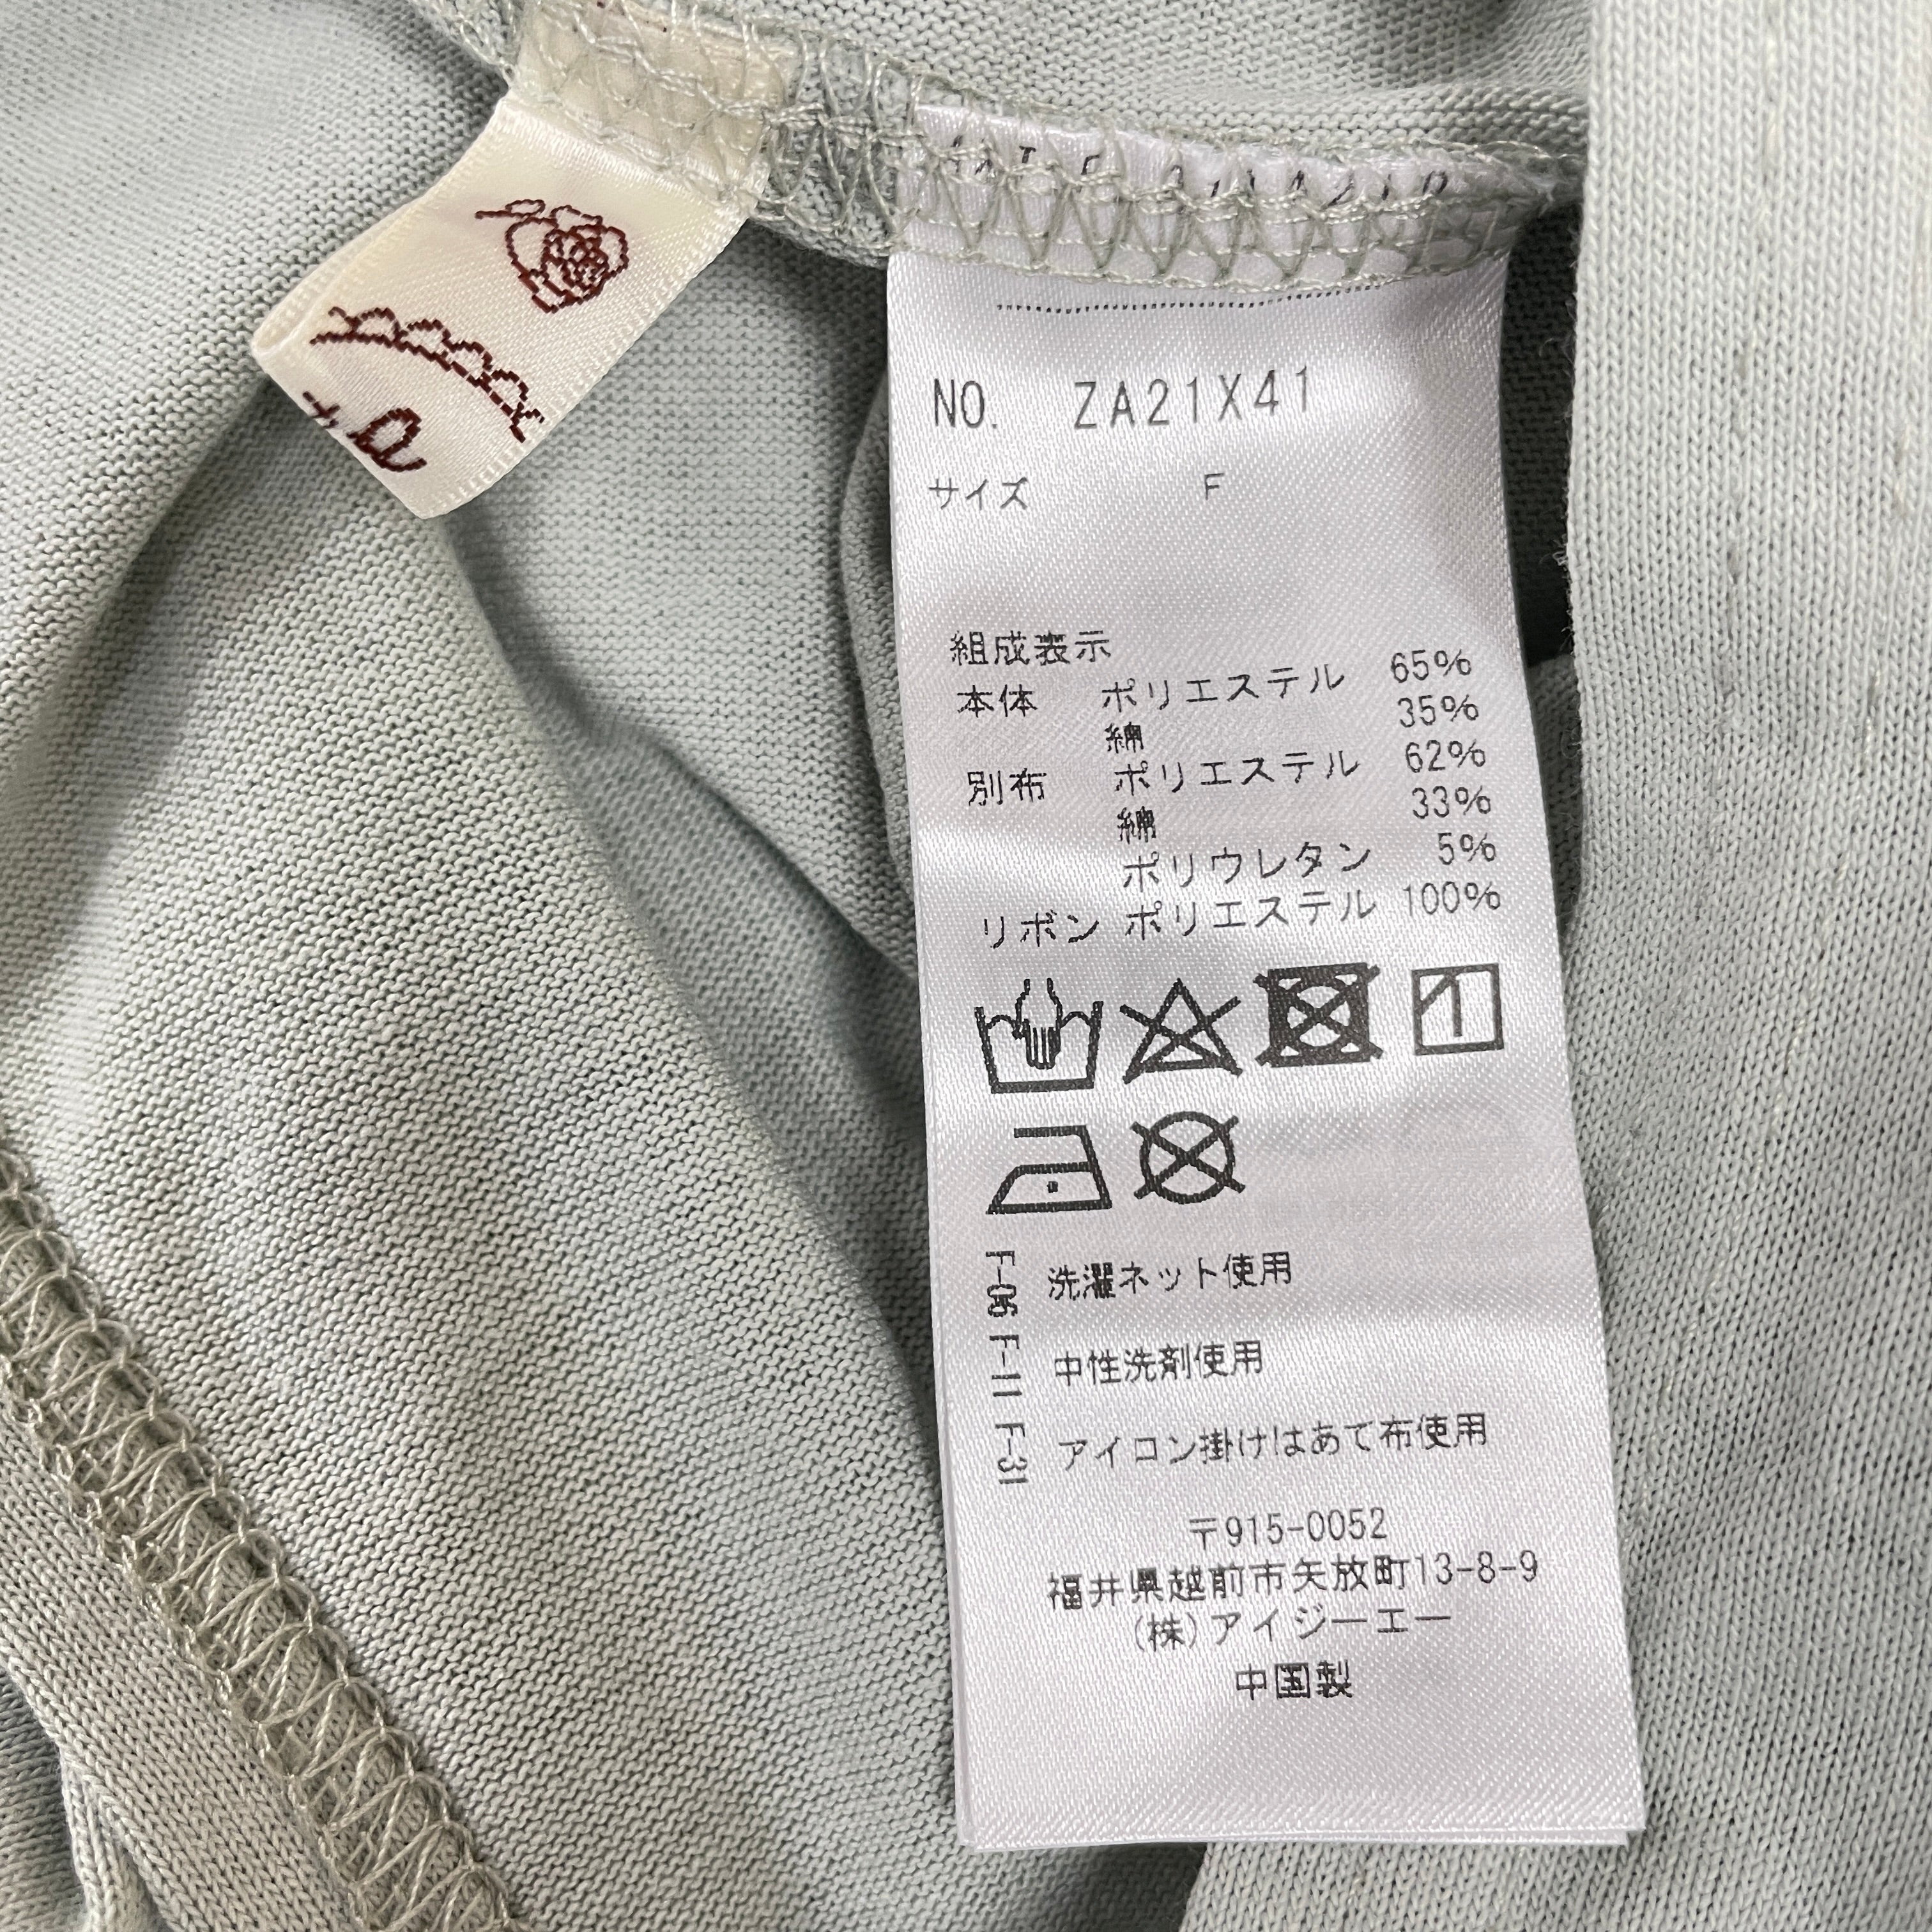 NO. ZA21X41
サイズ F
組成表示
本体 ポリエステル 65%
綿 35%
別布 ポリエステル 62%
綿 33%
ポリウレタン 5%
リボン ポリエステル 100%
F-06 洗濯ネット使用
F-11 中性洗剤使用
F-31 アイロン掛けはあて布使用
〒915-0052
福井県越前市矢放町13-8-9
(株)アイジーエー
中国製